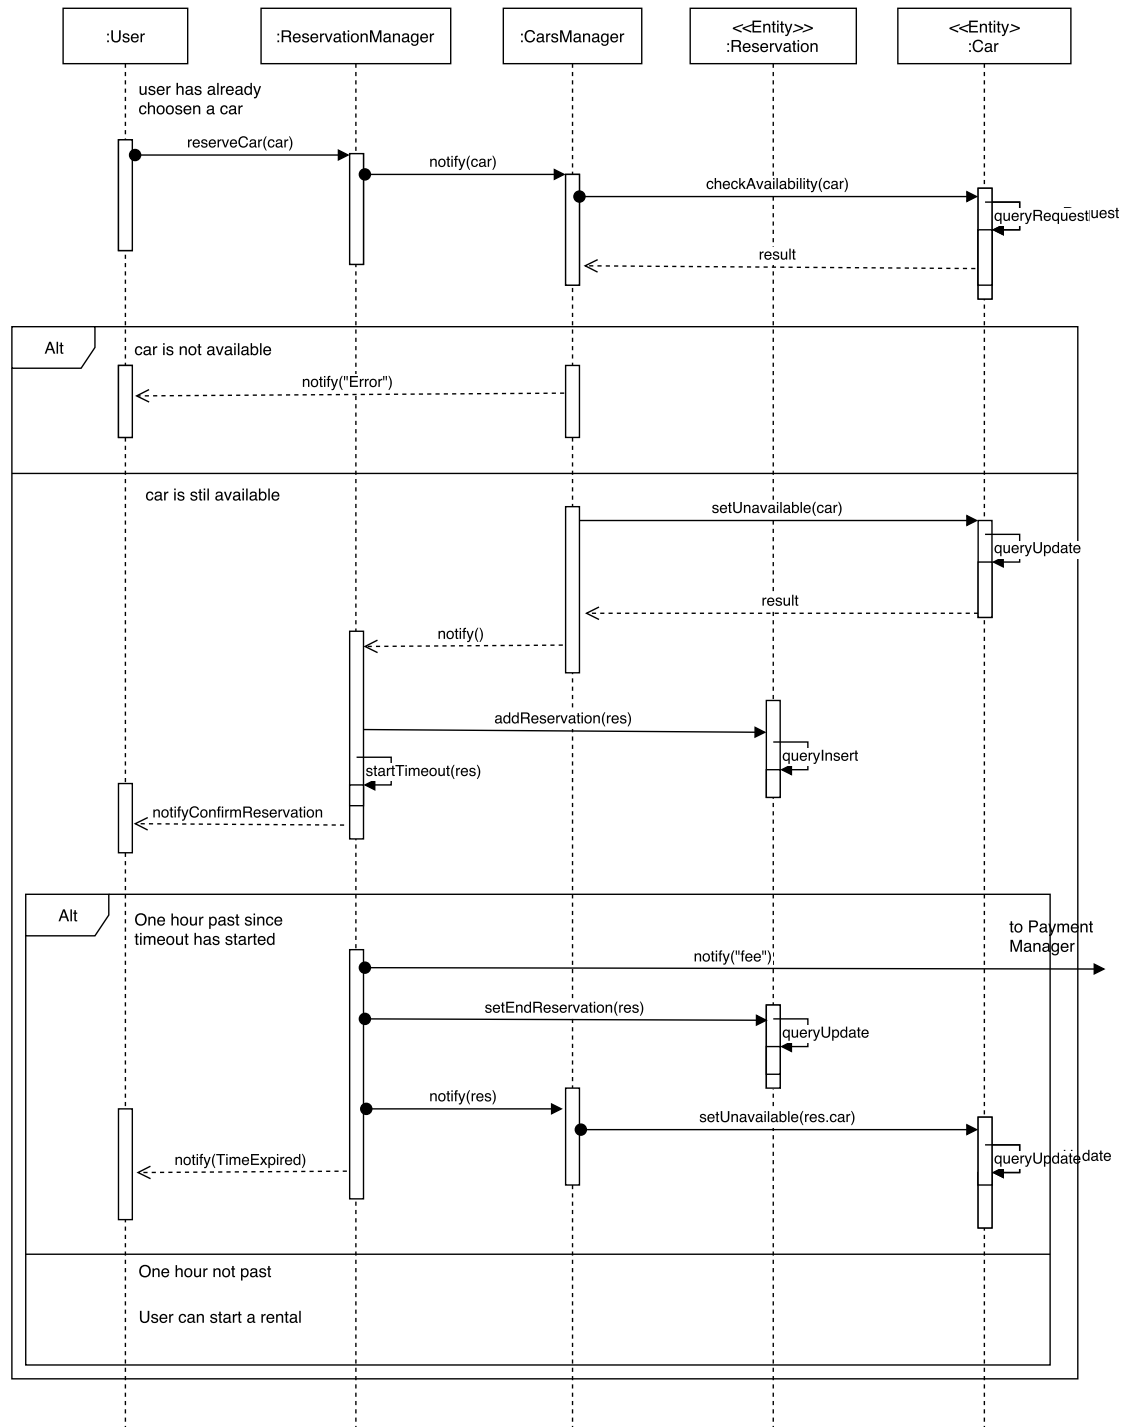 :User
:ReservationManager
:CarsManager
<<Entity>>
:Reservation
<<Entity>
:Car
user has already
choosen a car
reserveCar(car)
notify(car)
checkAvailability(car)
queryRequest
uest
result
Alt
car is not available
notify("Error")
car is stil available
setUnavailable(car)
queryUpdate
result
notify()
addReservation(res)
queryInsert
startTimeout(res)
notifyConfirmReservation
Alt
One hour past since
timeout has started
to Payment
Manager
notify("fee")
setEndReservation(res)
queryUpdate
notify(res)
setUnavailable(res.car)
queryUpdate
date
notify(TimeExpired)
One hour not past
User can start a rental